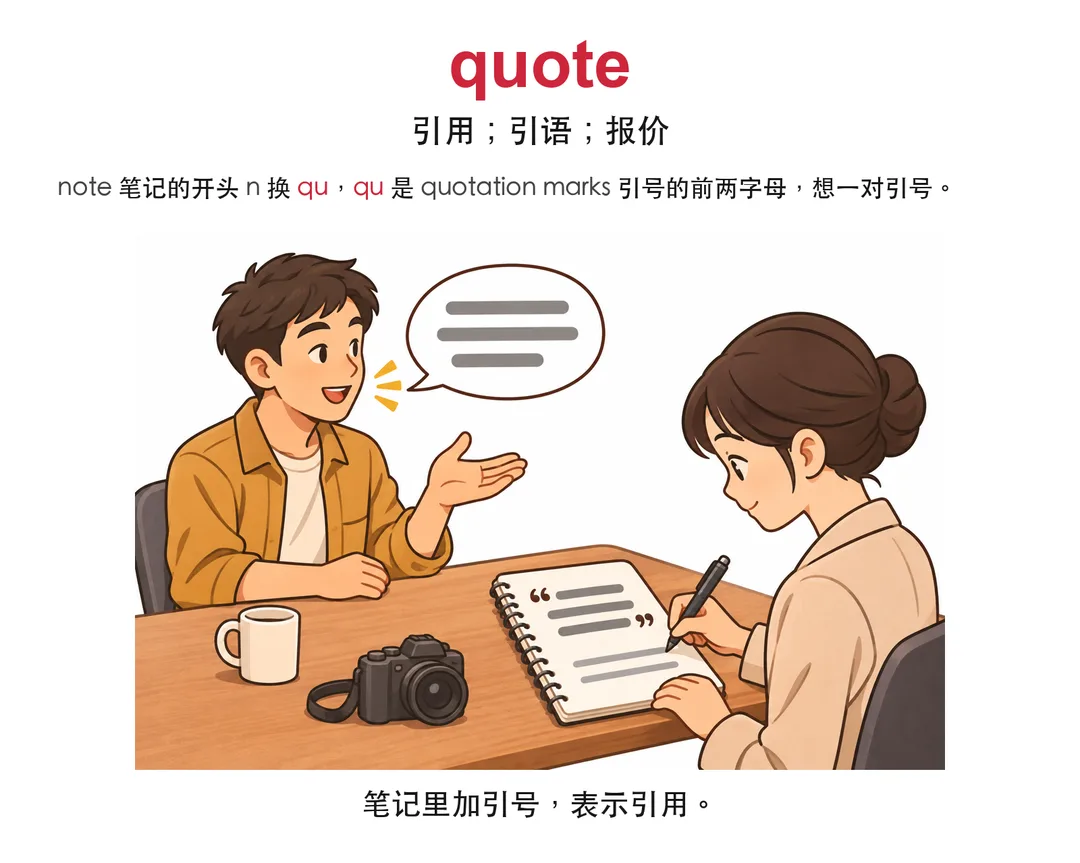 quote
引用；引语；报价
note 笔记的开头 n 换 qu，qu 是 quotation marks 引号的前两字母，想一对引号。
“ ”
笔记里加引号，表示引用。